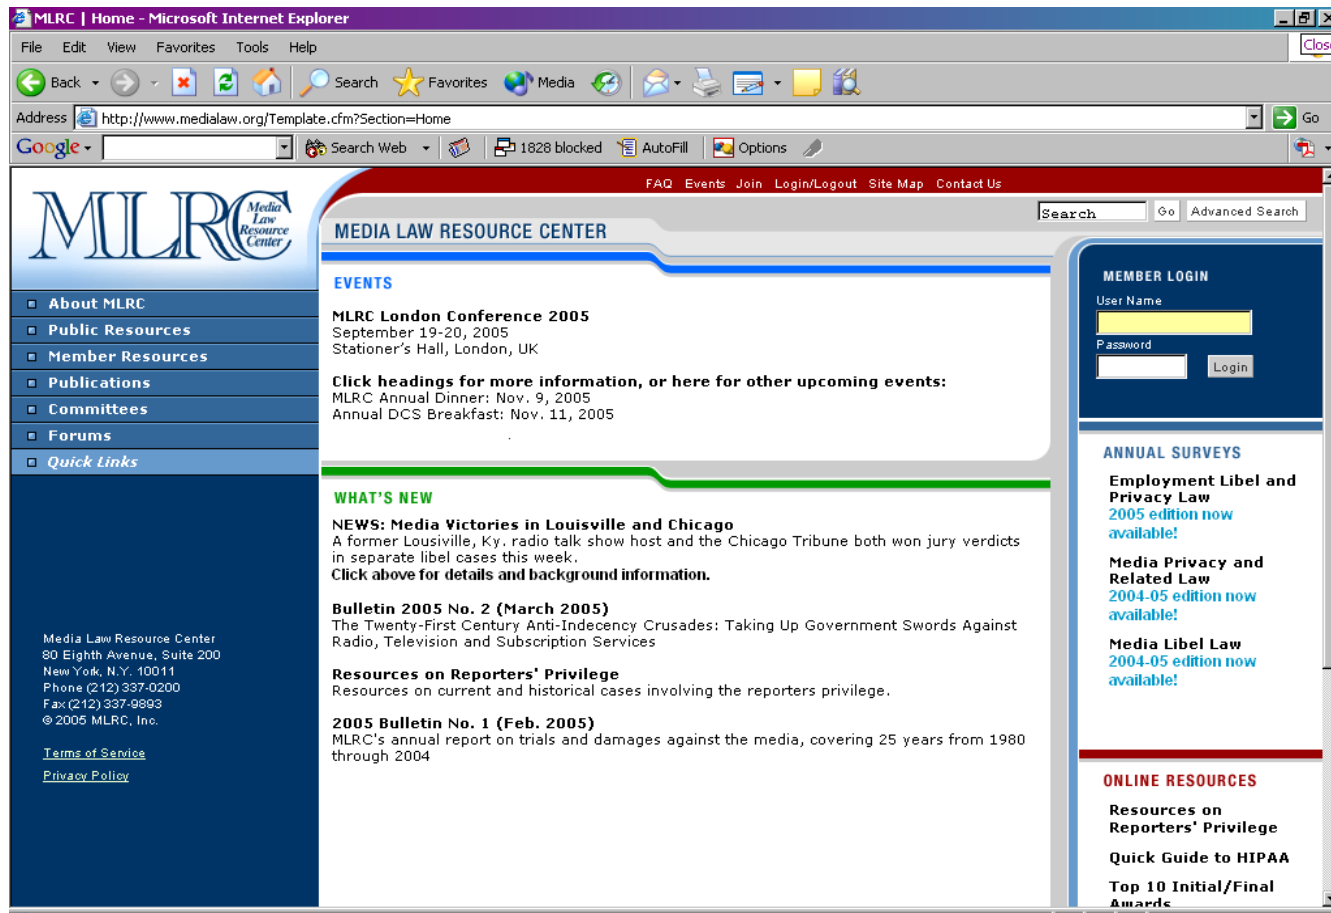 MLRC | Home - Microsoft Internet Explorer
File Edit View Favorites Tools Help
Close
Back Search Favorites Media
Address http://www.medialaw.org/Template.cfm?Section=Home Go
Google Search Web 1828 blocked AutoFill Options
FAQ Events Join Login/Logout Site Map Contact Us
Search Go Advanced Search
MLRC Media Law Resource Center
MEDIA LAW RESOURCE CENTER
About MLRC
Public Resources
Member Resources
Publications
Committees
Forums
Quick Links
Media Law Resource Center
80 Eighth Avenue, Suite 200
New York, N.Y. 10011
Phone (212) 337-0200
Fax (212) 337-9893
© 2005 MLRC, Inc.
Terms of Service
Privacy Policy
EVENTS
MLRC London Conference 2005
September 19-20, 2005
Stationer's Hall, London, UK
Click headings for more information, or here for other upcoming events:
MLRC Annual Dinner: Nov. 9, 2005
Annual DCS Breakfast: Nov. 11, 2005
.
WHAT'S NEW
NEWS: Media Victories in Louisville and Chicago
A former Lousiville, Ky. radio talk show host and the Chicago Tribune both won jury verdicts
in separate libel cases this week.
Click above for details and background information.
Bulletin 2005 No. 2 (March 2005)
The Twenty-First Century Anti-Indecency Crusades: Taking Up Government Swords Against
Radio, Television and Subscription Services
Resources on Reporters' Privilege
Resources on current and historical cases involving the reporters privilege.
2005 Bulletin No. 1 (Feb. 2005)
MLRC's annual report on trials and damages against the media, covering 25 years from 1980
through 2004
MEMBER LOGIN
User Name
Password
Login
ANNUAL SURVEYS
Employment Libel and
Privacy Law
2005 edition now
available!
Media Privacy and
Related Law
2004-05 edition now
available!
Media Libel Law
2004-05 edition now
available!
ONLINE RESOURCES
Resources on
Reporters' Privilege
Quick Guide to HIPAA
Top 10 Initial/Final
Awards